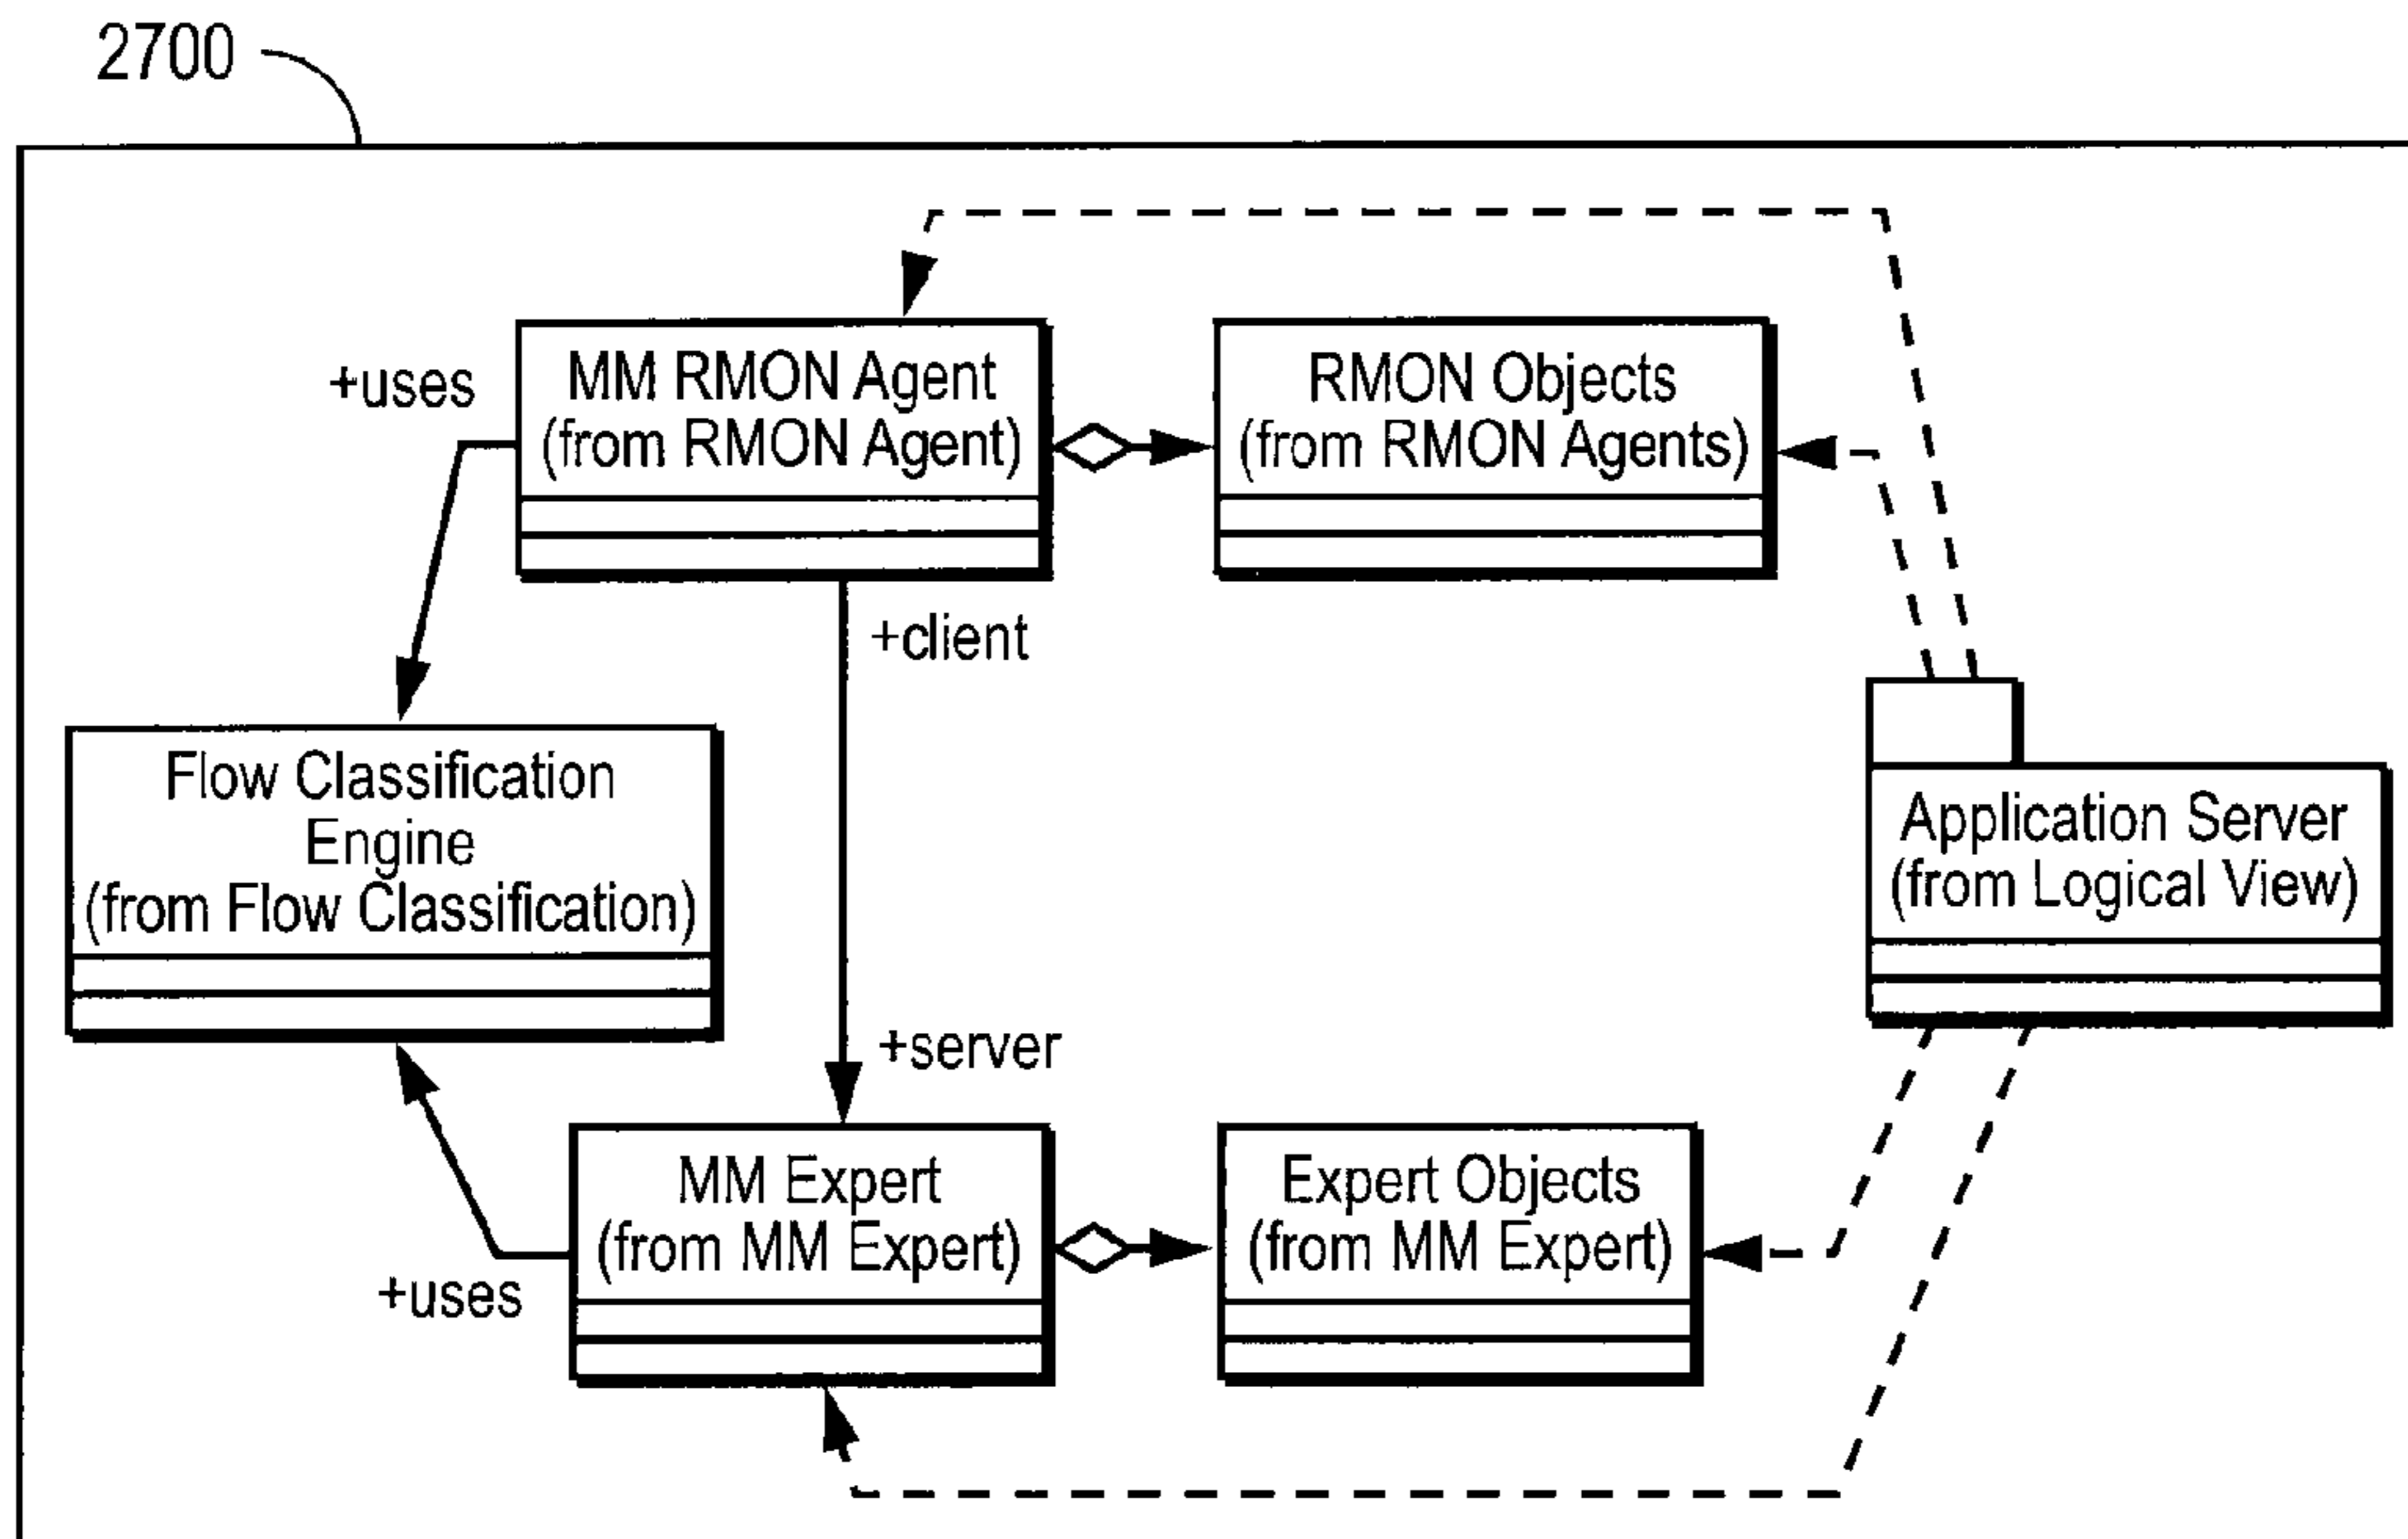 2700
+uses
MM RMON Agent
(from RMON Agent)
RMON Objects
(from RMON Agents)
+client
Flow Classification
Engine
(from Flow Classification)
Application Server
(from Logical View)
+server
MM Expert
(from MM Expert)
Expert Objects
(from MM Expert)
+uses